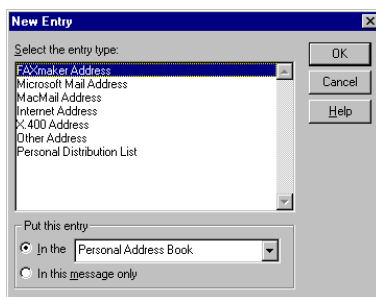 New Entry
Select the entry type:
FAXmaker Address
Microsoft Mail Address
MacMail Address
Internet Address
X.400 Address
Other Address
Personal Distribution List
OK
Cancel
Help
Put this entry
In the Personal Address Book
In this message only